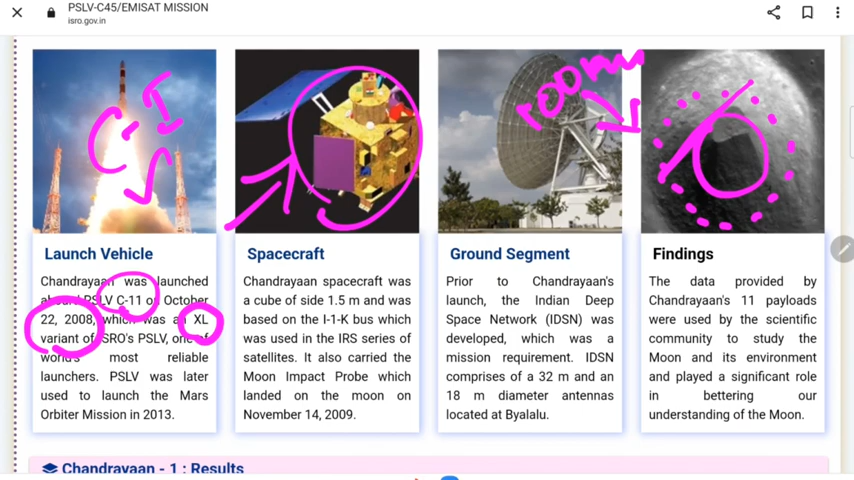 PSLV-C45/EMISAT MISSION
isro.gov.in
100
Launch Vehicle
Chandrayaan was launched
PSLV C-11 on October
22, 2008, which was an XL
variant of ISRO's PSLV, one of
world's most reliable
launchers. PSLV was later
used to launch the Mars
Orbiter Mission in 2013.
Spacecraft
Chandrayaan spacecraft was
a cube of side 1.5 m and was
based on the I-1-K bus which
was used in the IRS series of
satellites. It also carried the
Moon Impact Probe which
landed on the moon on
November 14, 2009.
Ground Segment
Prior to Chandrayaan's
launch, the Indian Deep
Space Network (IDSN) was
developed, which was a
mission requirement. IDSN
comprises of a 32 m and an
18 m diameter antennas
located at Byalalu.
Findings
The data provided by
Chandrayaan's 11 payloads
were used by the scientific
community to study the
Moon and its environment
and played a significant role
in bettering our
understanding of the Moon.
Chandrayaan - 1 : Results